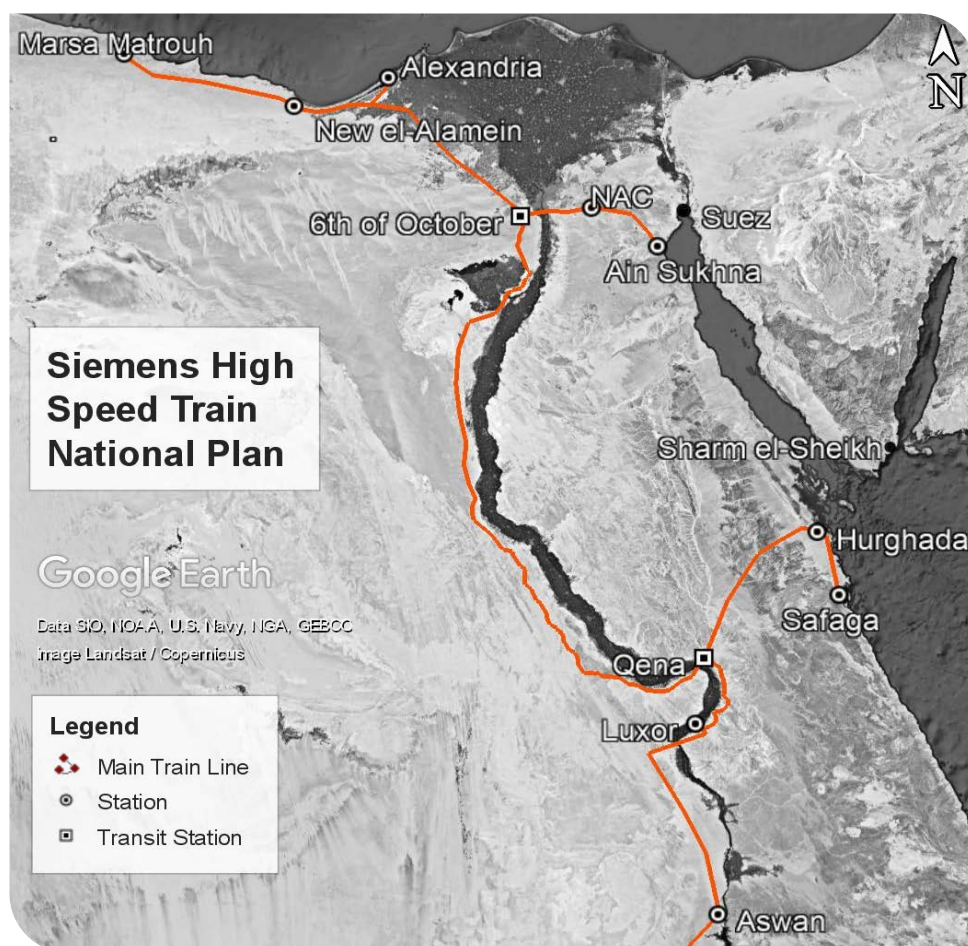 Marsa Matrouh
Alexandria
N
New el-Alamein
NAC
6th of October
Suez
Ain Sukhna
Siemens High
Speed Train
National Plan
Sharm el-Sheikh
Hurghada
Google Earth
Data SIO, NOAA, U.S. Navy, NGA, GEBCO
Image Landsat / Copernicus
Safaga
Qena
Luxor
Legend
Main Train Line
Station
Transit Station
Aswan